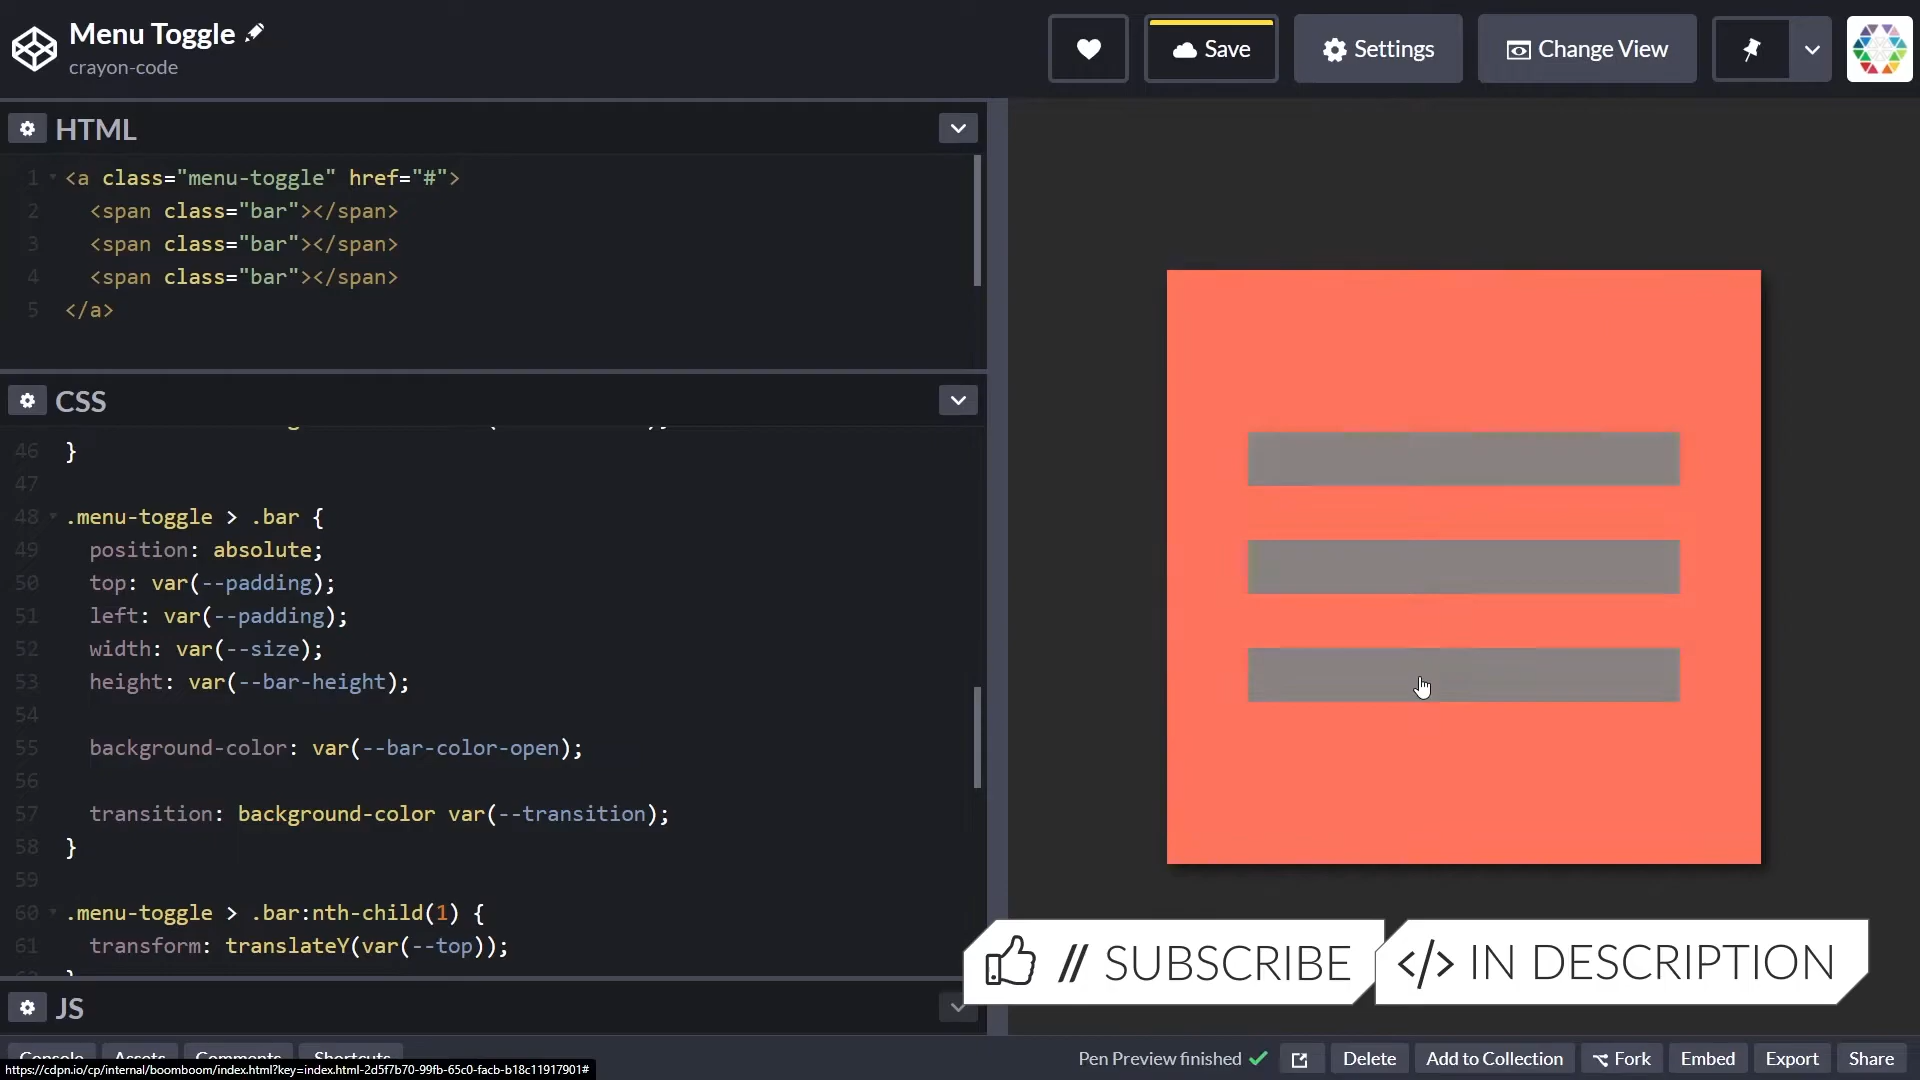 Menu Toggle
crayon-code
Save
Settings
Change View
HTML
1 <a class="menu-toggle" href="#">
2 <span class="bar"></span>
3 <span class="bar"></span>
4 <span class="bar"></span>
5 </a>
CSS
46 }
47
48 .menu-toggle > .bar {
49 position: absolute;
50 top: var(--padding);
51 left: var(--padding);
52 width: var(--size);
53 height: var(--bar-height);
54
55 background-color: var(--bar-color-open);
56
57 transition: background-color var(--transition);
58 }
59
60 .menu-toggle > .bar:nth-child(1) {
61 transform: translateY(var(--top));
// SUBSCRIBE
</> IN DESCRIPTION
JS
Console Assets Comments Shortcuts
Pen Preview finished Delete Add to Collection Fork Embed Export Share
https://cdpn.io/cp/internal/boomboom/index.html?key=index.html-2d5f7b70-99fb-65c0-facb-b18c11917901#